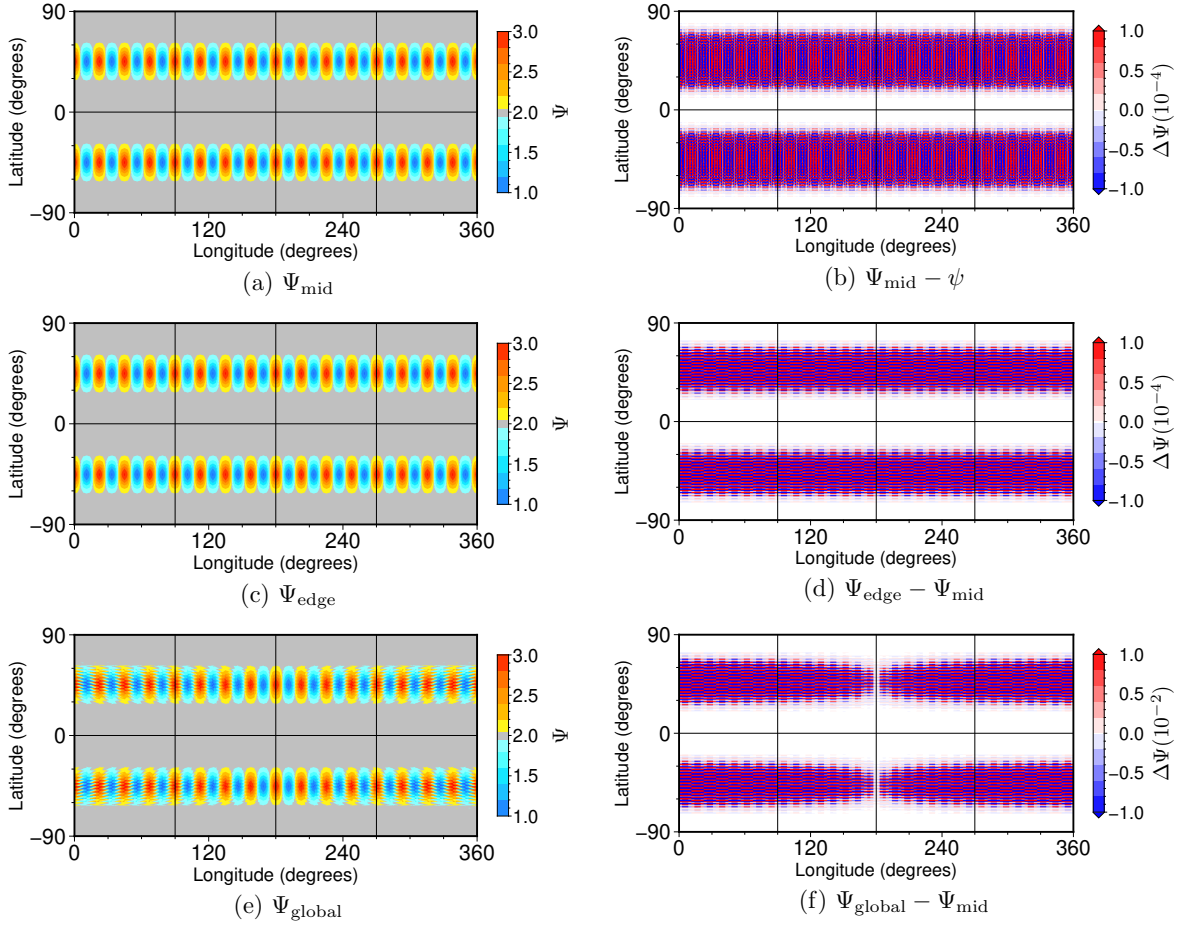 90
0
−90
0 120 240 360
Latitude (degrees)
Longitude (degrees)
3.0
2.5
2.0
1.5
1.0
Ψ
(a) Ψmid
90
0
−90
0 120 240 360
Latitude (degrees)
Longitude (degrees)
1.0
0.5
0.0
−0.5
−1.0
ΔΨ(10−4)
(b) Ψmid − ψ
90
0
−90
0 120 240 360
Latitude (degrees)
Longitude (degrees)
3.0
2.5
2.0
1.5
1.0
Ψ
(c) Ψedge
90
0
−90
0 120 240 360
Latitude (degrees)
Longitude (degrees)
1.0
0.5
0.0
−0.5
−1.0
ΔΨ(10−4)
(d) Ψedge − Ψmid
90
0
−90
0 120 240 360
Latitude (degrees)
Longitude (degrees)
3.0
2.5
2.0
1.5
1.0
Ψ
(e) Ψglobal
90
0
−90
0 120 240 360
Latitude (degrees)
Longitude (degrees)
1.0
0.5
0.0
−0.5
−1.0
ΔΨ(10−2)
(f) Ψglobal − Ψmid